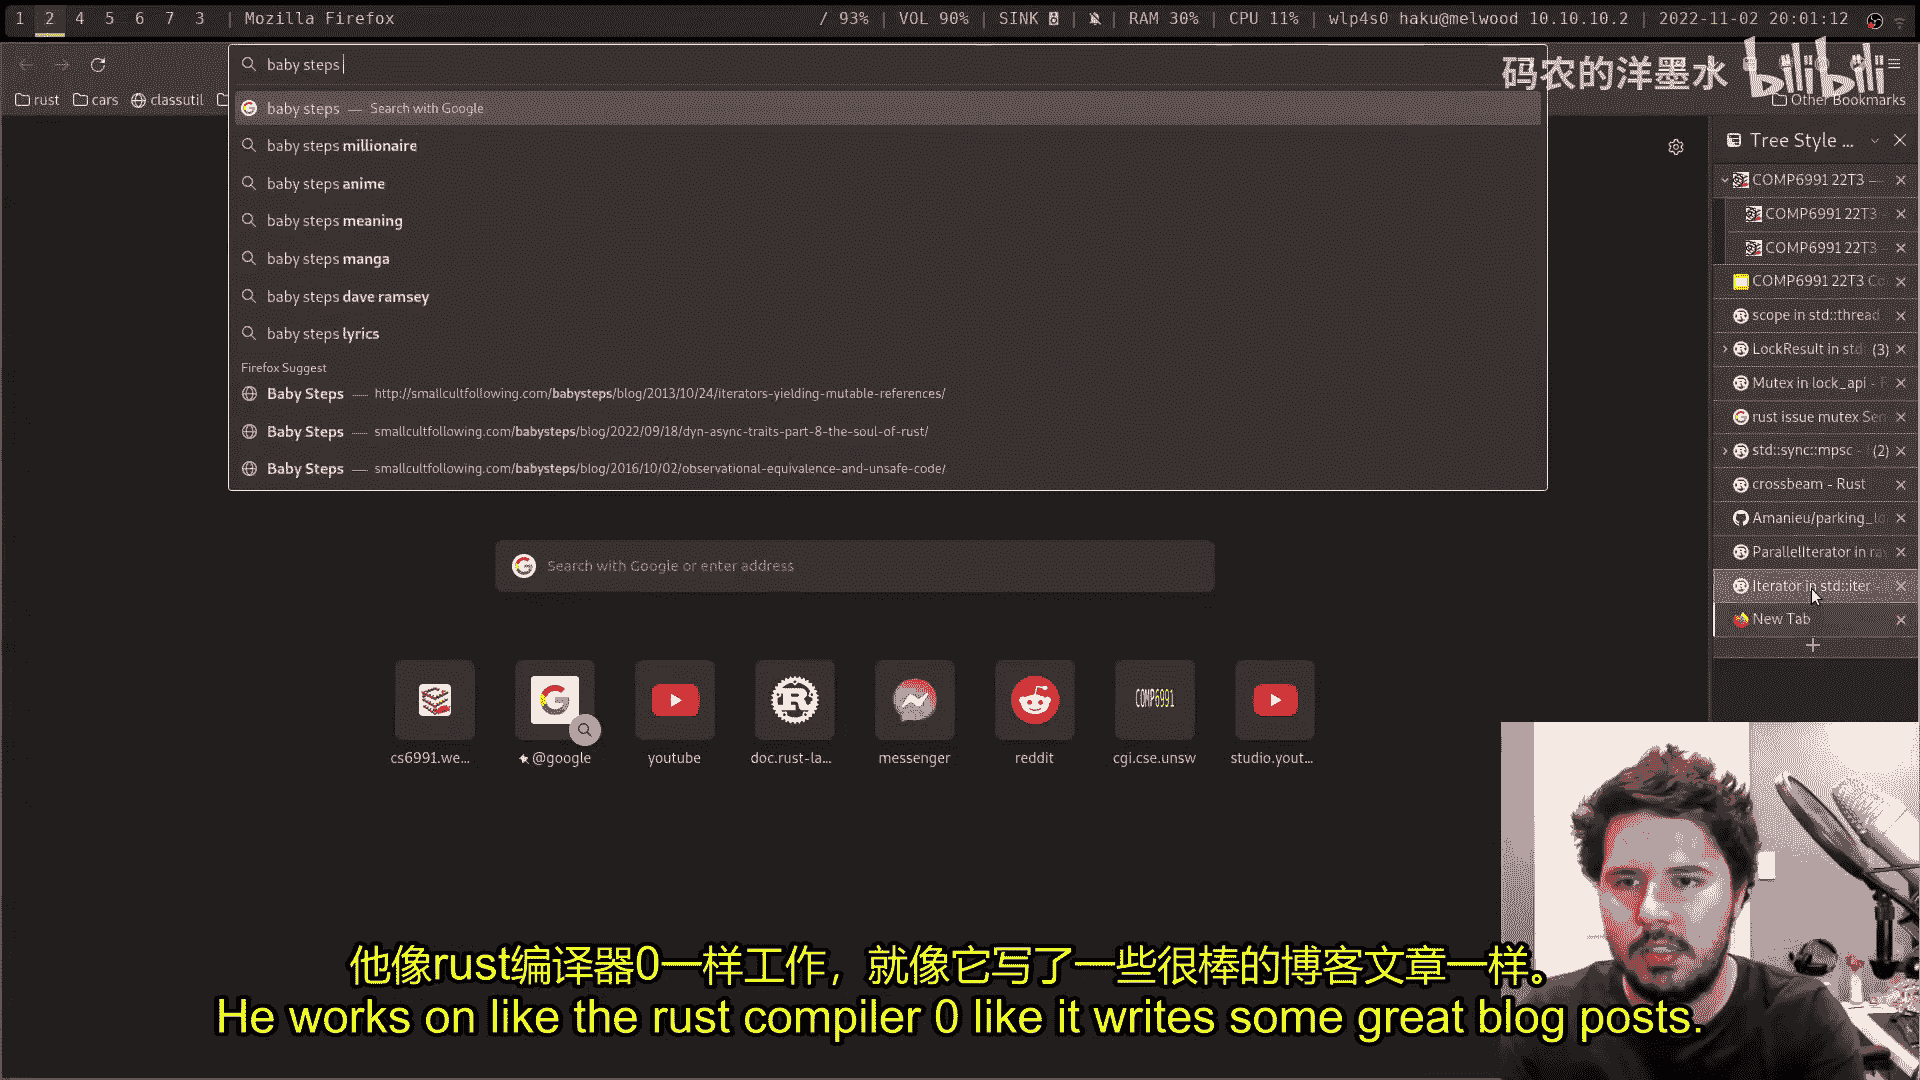 1 2 4 5 6 7 3 | Mozilla Firefox
/ 93% | VOL 90% | SINK | RAM 30% | CPU 11% | wlp4s0 haku@melwood 10.10.10.2 | 2022-11-02 20:01:12
baby steps
码农的洋墨水 bilibili
rust cars classutil
Other Bookmarks
baby steps — Search with Google
baby steps millionaire
baby steps anime
baby steps meaning
baby steps manga
baby steps dave ramsey
baby steps lyrics
Firefox Suggest
Baby Steps — http://smallcultfollowing.com/babysteps/blog/2013/10/24/iterators-yielding-mutable-references/
Baby Steps — smallcultfollowing.com/babysteps/blog/2022/09/18/dyn-async-traits-part-8-the-soul-of-rust/
Baby Steps — smallcultfollowing.com/babysteps/blog/2016/10/02/observational-equivalence-and-unsafe-code/
Tree Style ...
COMP6991 22T3 —
COMP6991 22T3 -
COMP6991 22T3 -
COMP6991 22T3 Co
scope in std::thread
LockResult in std (3)
Mutex in lock_api - R
rust issue mutex Sen
std::sync::mpsc - (2)
crossbeam - Rust
Amanieu/parking_lo
ParallelIterator in ra
Iterator in std::iter -
New Tab
Search with Google or enter address
COMP6991
cs6991.we...
@google
youtube
doc.rust-la...
messenger
reddit
cgi.cse.unsw
studio.yout...
他像rust编译器0一样工作，就像它写了一些很棒的博客文章一样。
He works on like the rust compiler 0 like it writes some great blog posts.